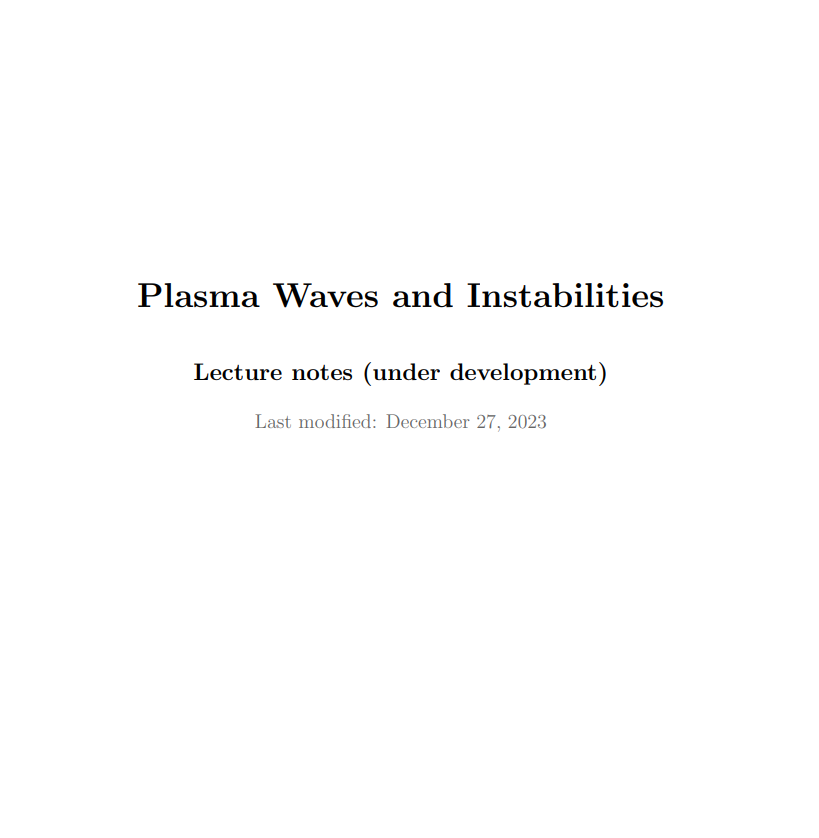 Plasma Waves and Instabilities
Lecture notes (under development)
Last modified: December 27, 2023